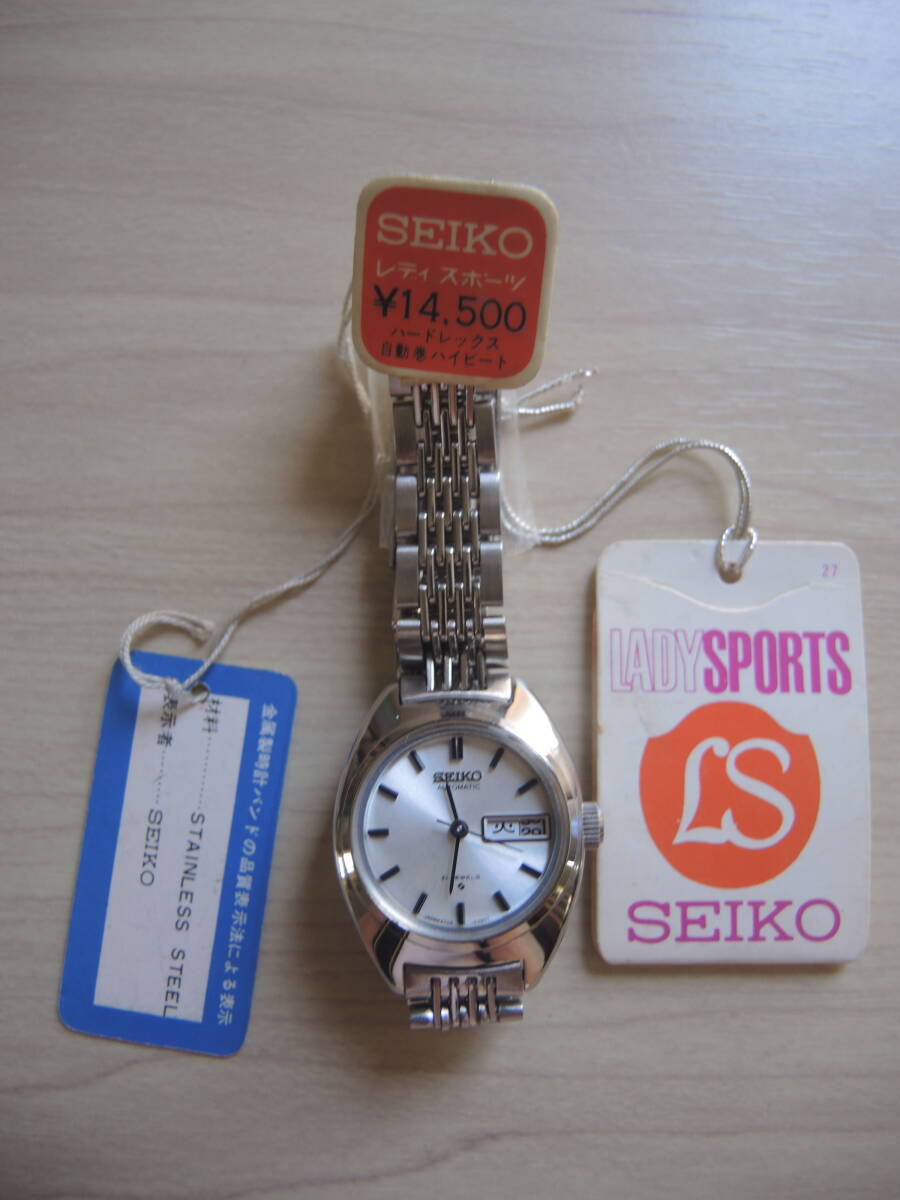 SEIKO
レディ スポーツ
¥14,500
ハードレックス
自動巻ハイビート
27
LADYSPORTS
LS
SEIKO
金属製時計バンドの品質表示法による表示
材料…………STAINLESS STEEL
表示者………SEIKO
SEIKO
AUTOMATIC
火
JEWELS